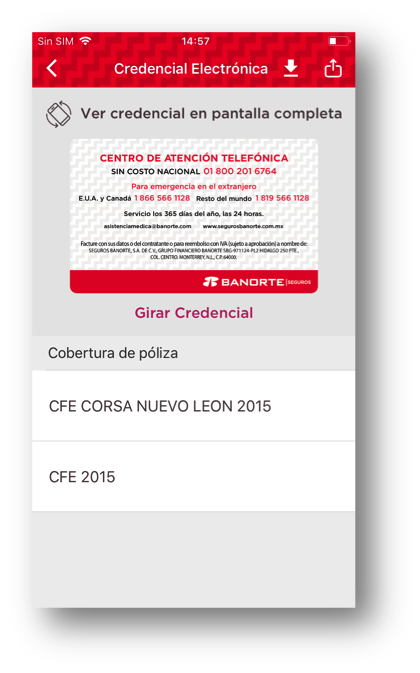 Sin SIM 14:57
Credencial Electrónica
Ver credencial en pantalla completa
CENTRO DE ATENCIÓN TELEFÓNICA
SIN COSTO NACIONAL 01 800 201 6764
Para emergencia en el extranjero
E.U.A. y Canadá 1 866 566 1128 Resto del mundo 1 819 566 1128
Servicio los 365 días del año, las 24 horas.
asistenciamedica@banorte.com www.segurosbanorte.com.mx
Facture con sus datos o del contratante o para reembolso con IVA (sujeto a aprobación) a nombre de:
SEGUROS BANORTE, S.A. DE C.V., GRUPO FINANCIERO BANORTE SBG-971124-PL2 HIDALGO 250 PTE.,
COL. CENTRO. MONTERREY, N.L., C.P. 64000.
BANORTE | SEGUROS
Girar Credencial
Cobertura de póliza
CFE CORSA NUEVO LEON 2015
CFE 2015